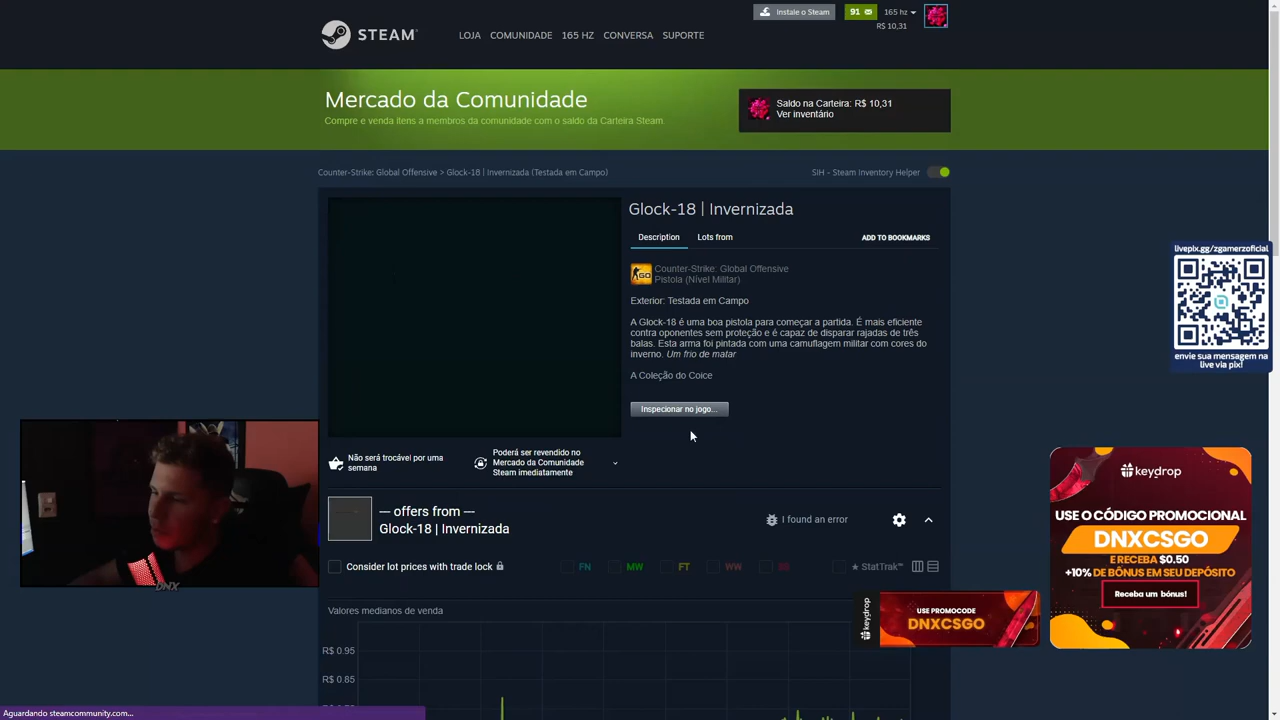 Instale o Steam
91
165 hz
R$ 10,31
STEAM
LOJA COMUNIDADE 165 HZ CONVERSA SUPORTE
Mercado da Comunidade
Compre e venda itens a membros da comunidade com o saldo da Carteira Steam.
Saldo na Carteira: R$ 10,31
Ver inventário
Counter-Strike: Global Offensive > Glock-18 | Invernizada (Testada em Campo)
SIH - Steam Inventory Helper
Glock-18 | Invernizada
Description Lots from ADD TO BOOKMARKS
GO
Counter-Strike: Global Offensive
Pistola (Nível Militar)
Exterior: Testada em Campo
A Glock-18 é uma boa pistola para começar a partida. É mais eficiente
contra oponentes sem proteção e é capaz de disparar rajadas de três
balas. Esta arma foi pintada com uma camuflagem militar com cores do
inverno. Um frio de matar
A Coleção do Coice
Inspecionar no jogo...
Não será trocável por uma
semana
Poderá ser revendido no
Mercado da Comunidade
Steam imediatamente
--- offers from ---
Glock-18 | Invernizada
I found an error
Consider lot prices with trade lock
FN MW FT WW BS ★ StatTrak™
Valores medianos de venda
R$ 0.95
R$ 0.85
livepix.gg/zgamerzoficial
envie sua mensagem na
live via pix!
DNX
keydrop
USE O CÓDIGO PROMOCIONAL
DNXCSGO
E RECEBA $0.50
+10% DE BÔNUS EM SEU DEPÓSITO
Receba um bónus!
keydrop
USE PROMOCODE
DNXCSGO
Aguardando steamcommunity.com...